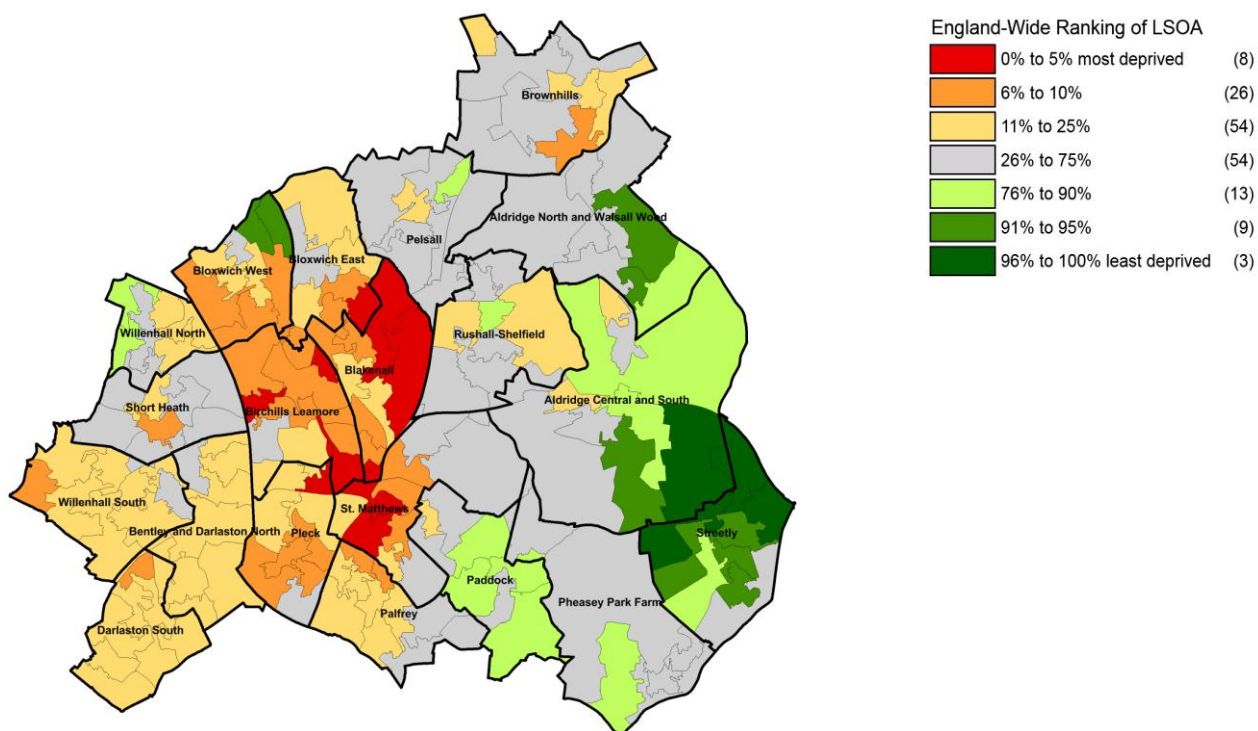 England-Wide Ranking of LSOA
0% to 5% most deprived (8)
6% to 10% (26)
11% to 25% (54)
26% to 75% (54)
76% to 90% (13)
91% to 95% (9)
96% to 100% least deprived (3)
Brownhills
Aldridge North and Walsall Wood
Pelsall
Bloxwich East
Bloxwich West
Willenhall North
Rushall-Shelfield
Blakenall
Short Heath
Birchills Leamore
Aldridge Central and South
Willenhall South
St. Matthews
Bentley and Darlaston North
Pleck
Streetly
Paddock
Pheasey Park Farm
Palfrey
Darlaston South